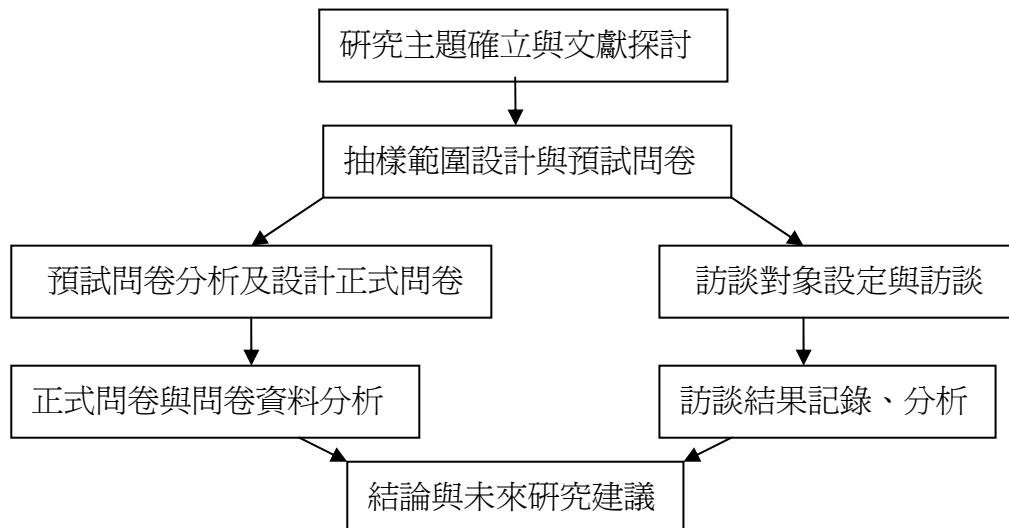 研究主題確立與文獻探討
抽樣範圍設計與預試問卷
預試問卷分析及設計正式問卷
訪談對象設定與訪談
正式問卷與問卷資料分析
訪談結果記錄、分析
結論與未來研究建議